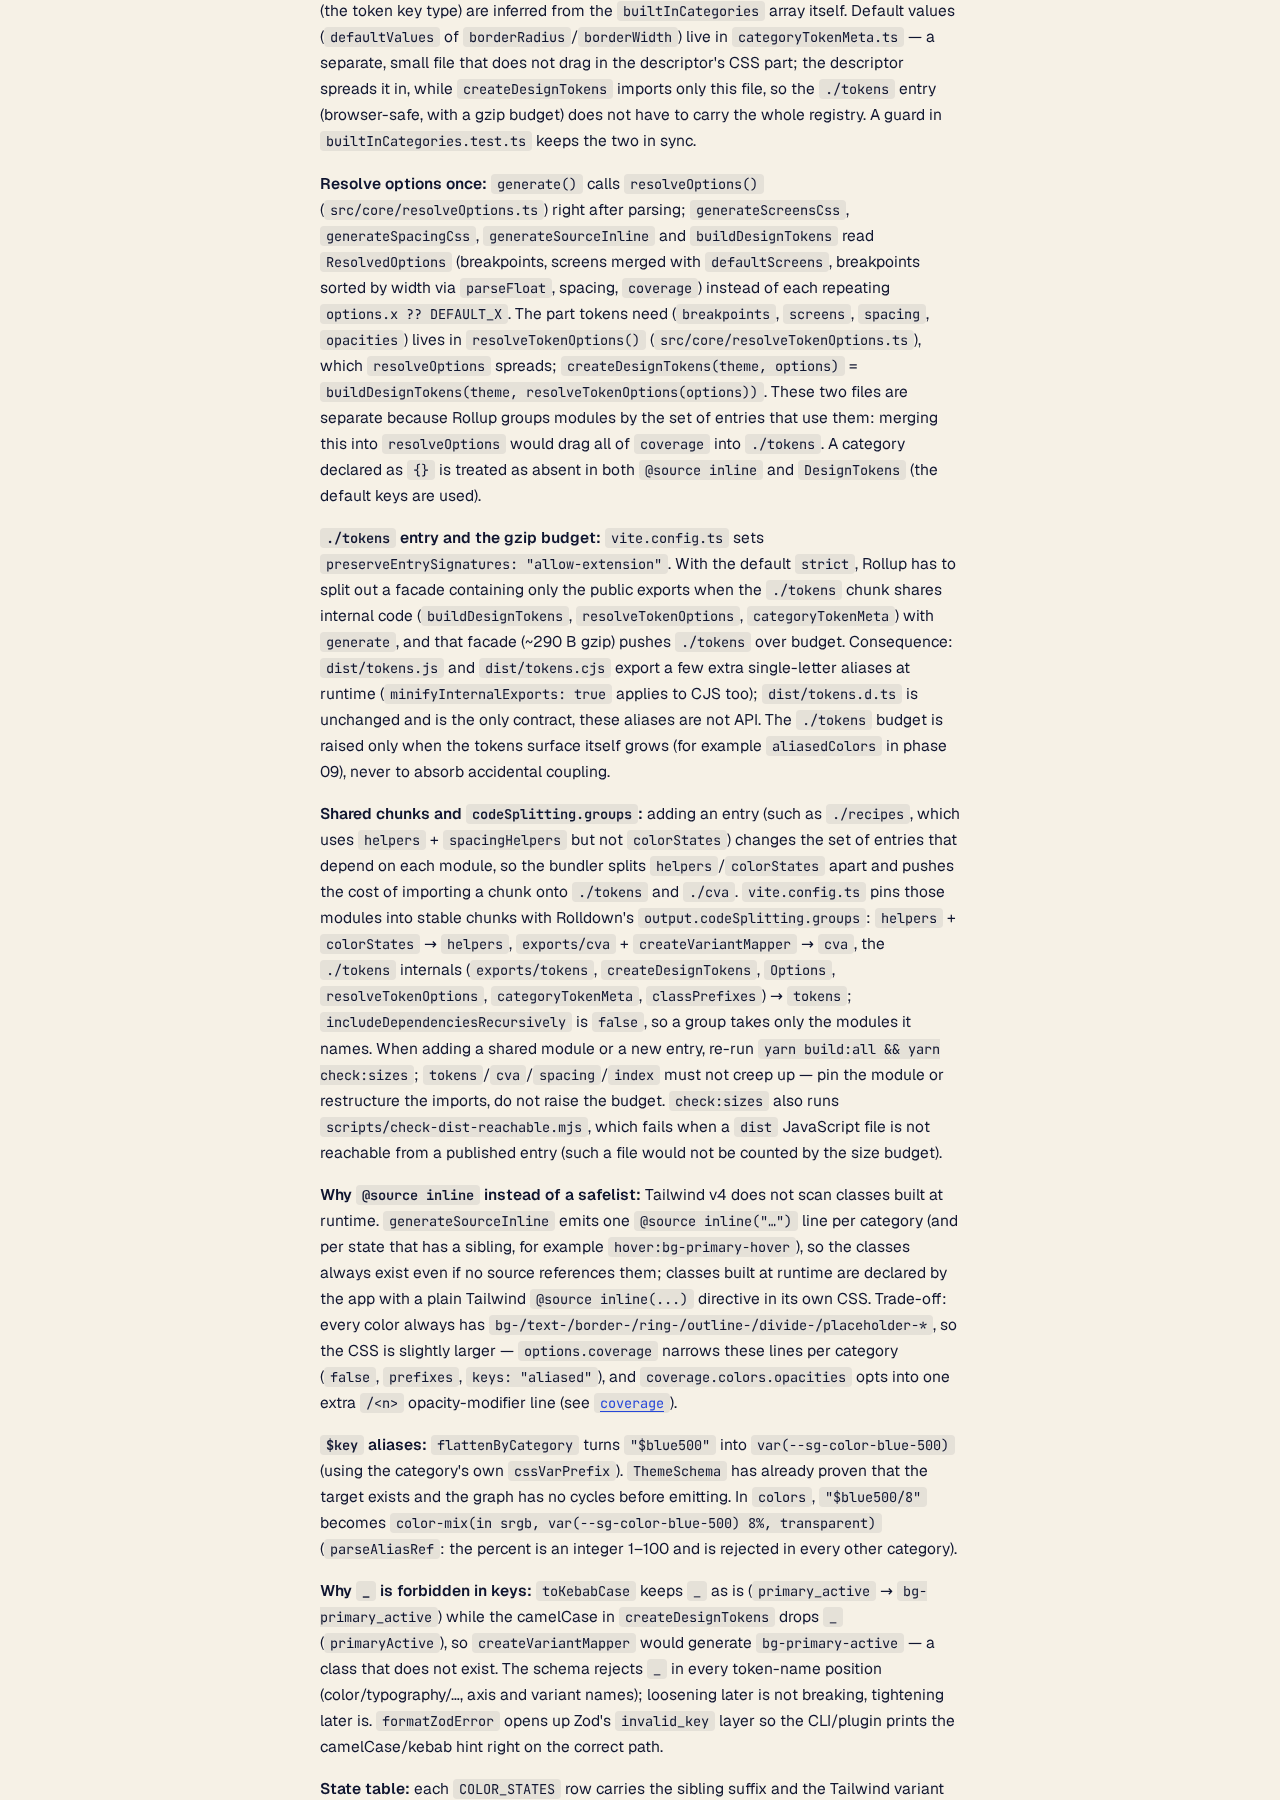 (the token key type) are inferred from the builtInCategories array itself. Default values
( defaultValues of borderRadius / borderWidth ) live in categoryTokenMeta.ts — a
separate, small file that does not drag in the descriptor's CSS part; the descriptor
spreads it in, while createDesignTokens imports only this file, so the ./tokens entry
(browser-safe, with a gzip budget) does not have to carry the whole registry. A guard in
builtInCategories.test.ts keeps the two in sync.
Resolve options once: generate() calls resolveOptions()
( src/core/resolveOptions.ts ) right after parsing; generateScreensCss ,
generateSpacingCss , generateSourceInline and buildDesignTokens read
ResolvedOptions (breakpoints, screens merged with defaultScreens , breakpoints
sorted by width via parseFloat , spacing, coverage ) instead of each repeating
options.x ?? DEFAULT_X . The part tokens need ( breakpoints , screens , spacing ,
opacities ) lives in resolveTokenOptions() ( src/core/resolveTokenOptions.ts ),
which resolveOptions spreads; createDesignTokens(theme, options) =
buildDesignTokens(theme, resolveTokenOptions(options)) . These two files are
separate because Rollup groups modules by the set of entries that use them: merging
this into resolveOptions would drag all of coverage into ./tokens . A category
declared as {} is treated as absent in both @source inline and DesignTokens (the
default keys are used).
./tokens entry and the gzip budget: vite.config.ts sets
preserveEntrySignatures: "allow-extension" . With the default strict , Rollup has to
split out a facade containing only the public exports when the ./tokens chunk shares
internal code ( buildDesignTokens , resolveTokenOptions , categoryTokenMeta ) with
generate , and that facade (~290 B gzip) pushes ./tokens over budget. Consequence:
dist/tokens.js and dist/tokens.cjs export a few extra single-letter aliases at
runtime ( minifyInternalExports: true applies to CJS too); dist/tokens.d.ts is
unchanged and is the only contract, these aliases are not API. The ./tokens budget is
raised only when the tokens surface itself grows (for example aliasedColors in phase
09), never to absorb accidental coupling.
Shared chunks and codeSplitting.groups : adding an entry (such as ./recipes , which
uses helpers + spacingHelpers but not colorStates ) changes the set of entries that
depend on each module, so the bundler splits helpers / colorStates apart and pushes
the cost of importing a chunk onto ./tokens and ./cva . vite.config.ts pins those
modules into stable chunks with Rolldown's output.codeSplitting.groups : helpers +
colorStates → helpers , exports/cva + createVariantMapper → cva , the
./tokens internals ( exports/tokens , createDesignTokens , Options ,
resolveTokenOptions , categoryTokenMeta , classPrefixes ) → tokens ;
includeDependenciesRecursively is false , so a group takes only the modules it
names. When adding a shared module or a new entry, re-run yarn build:all && yarn
check:sizes ; tokens / cva / spacing / index must not creep up — pin the module or
restructure the imports, do not raise the budget. check:sizes also runs
scripts/check-dist-reachable.mjs , which fails when a dist JavaScript file is not
reachable from a published entry (such a file would not be counted by the size budget).
Why @source inline instead of a safelist: Tailwind v4 does not scan classes built at
runtime. generateSourceInline emits one @source inline("…") line per category (and
per state that has a sibling, for example hover:bg-primary-hover ), so the classes
always exist even if no source references them; classes built at runtime are declared by
the app with a plain Tailwind @source inline(...) directive in its own CSS. Trade-off:
every color always has bg-/text-/border-/ring-/outline-/divide-/placeholder-* , so
the CSS is slightly larger — options.coverage narrows these lines per category
( false , prefixes , keys: "aliased" ), and coverage.colors.opacities opts into one
extra /<n> opacity-modifier line (see coverage ).
$key aliases: flattenByCategory turns "$blue500" into var(--sg-color-blue-500)
(using the category's own cssVarPrefix ). ThemeSchema has already proven that the
target exists and the graph has no cycles before emitting. In colors , "$blue500/8"
becomes color-mix(in srgb, var(--sg-color-blue-500) 8%, transparent)
( parseAliasRef : the percent is an integer 1–100 and is rejected in every other category).
Why _ is forbidden in keys: toKebabCase keeps _ as is ( primary_active → bg-
primary_active ) while the camelCase in createDesignTokens drops _
( primaryActive ), so createVariantMapper would generate bg-primary-active — a
class that does not exist. The schema rejects _ in every token-name position
(color/typography/…, axis and variant names); loosening later is not breaking, tightening
later is. formatZodError opens up Zod's invalid_key layer so the CLI/plugin prints the
camelCase/kebab hint right on the correct path.
State table: each COLOR_STATES row carries the sibling suffix and the Tailwind variant